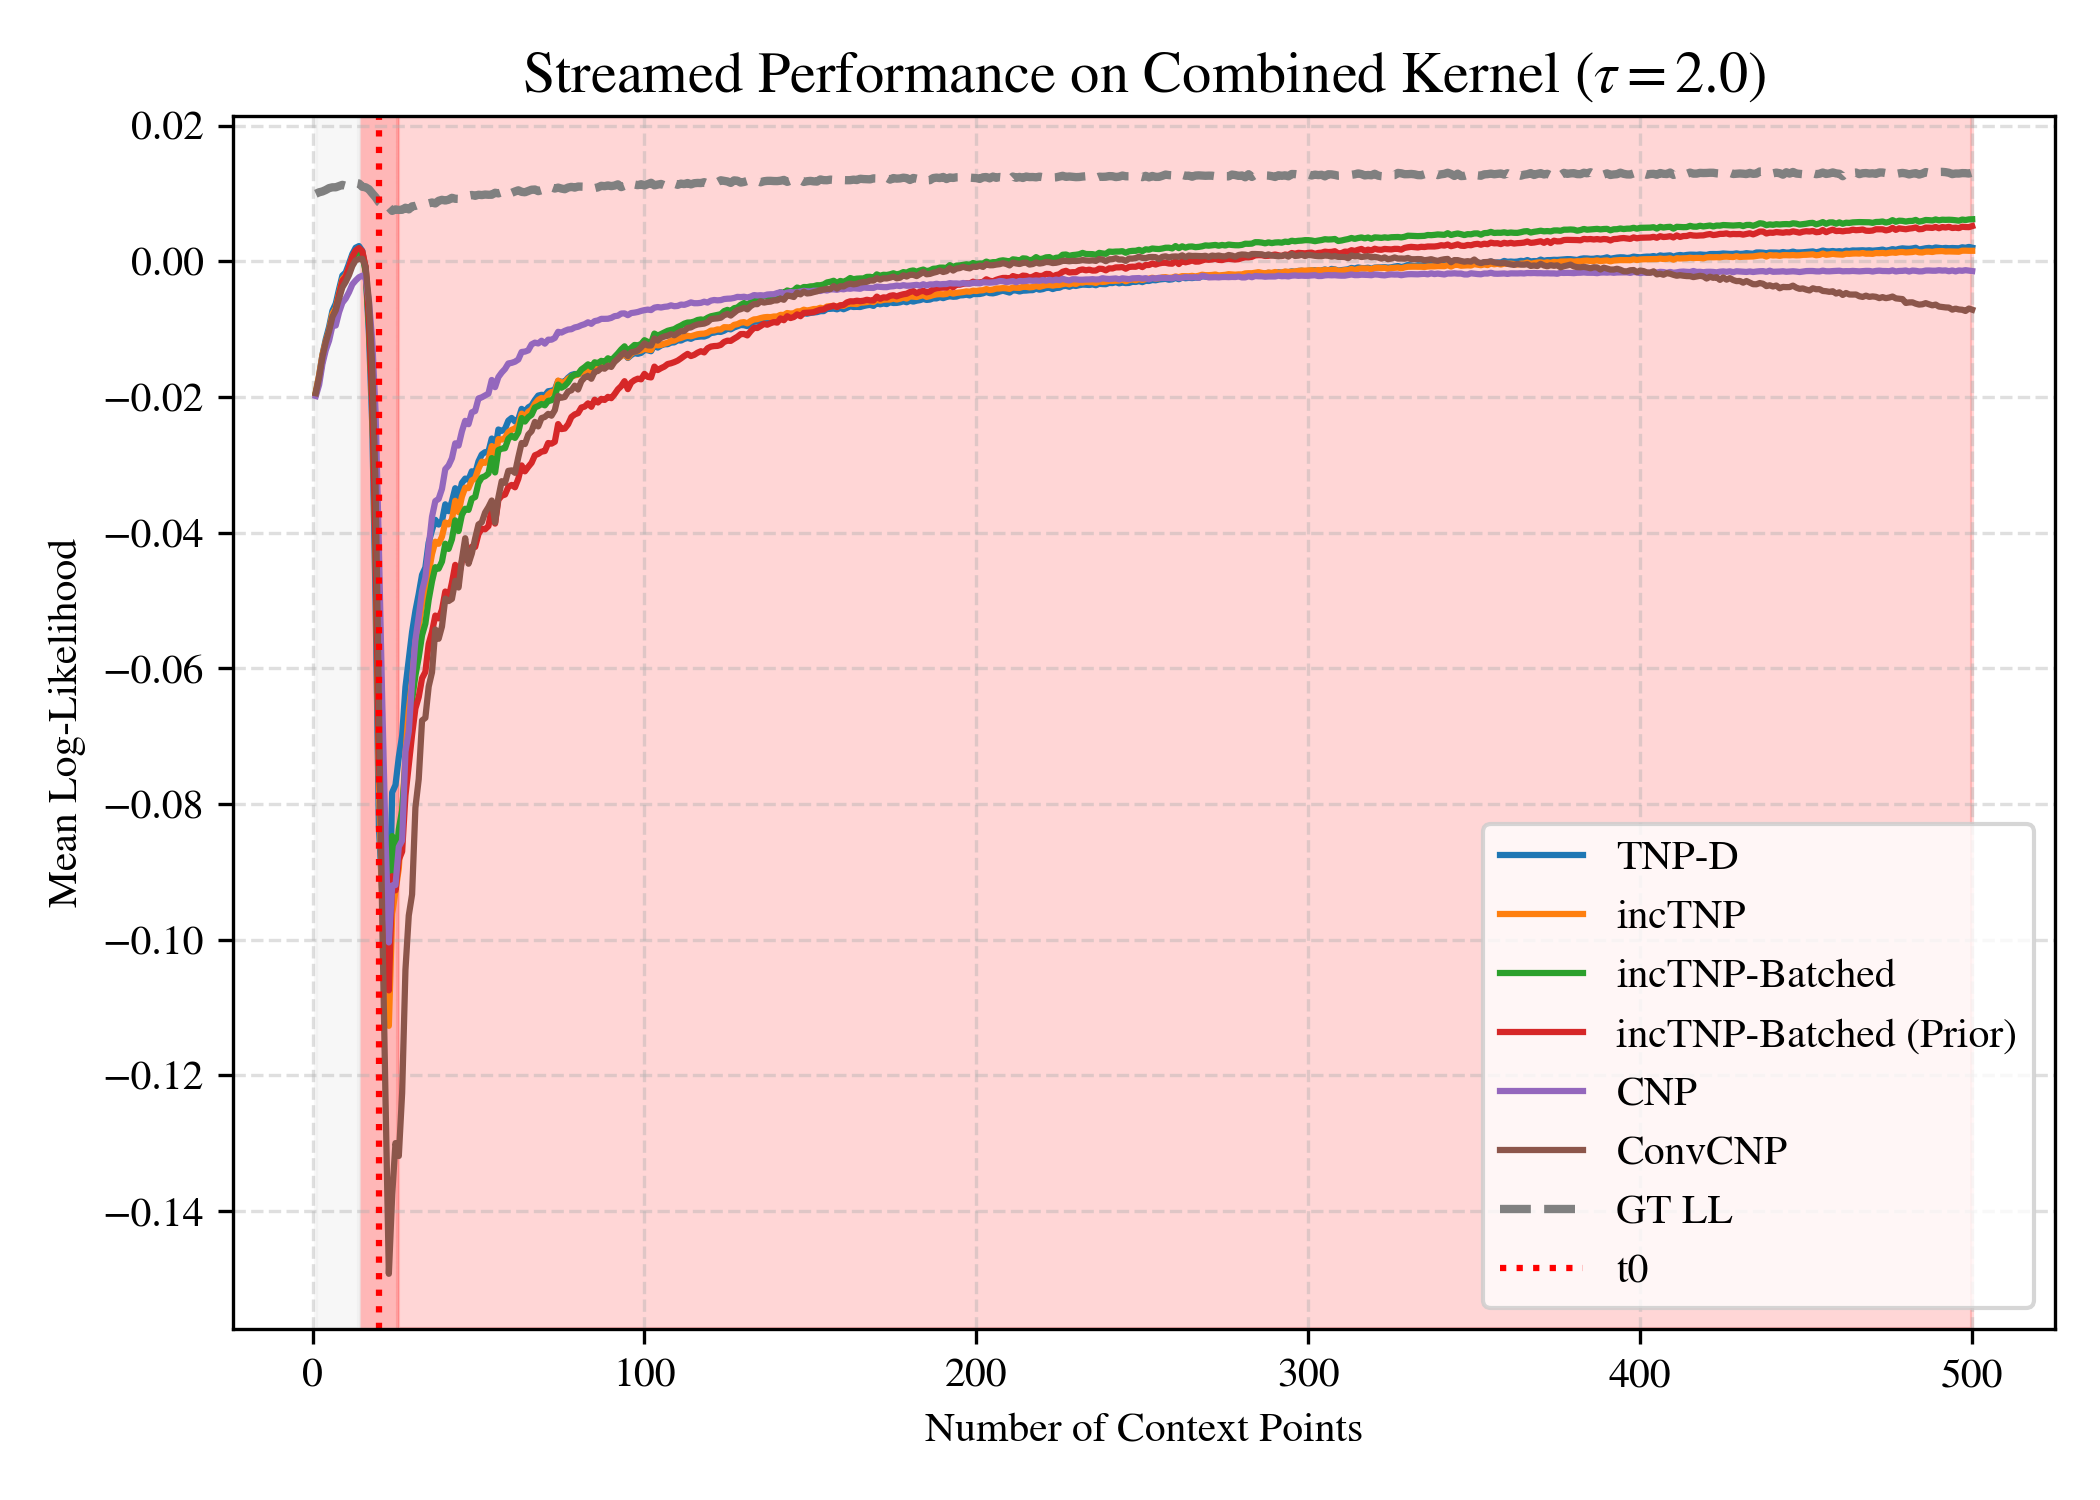 Streamed Performance on Combined Kernel (τ = 2.0)
Mean Log-Likelihood
0.02
0.00
−0.02
−0.04
−0.06
−0.08
−0.10
−0.12
−0.14
TNP-D
incTNP
incTNP-Batched
incTNP-Batched (Prior)
CNP
ConvCNP
GT LL
t0
0 100 200 300 400 500
Number of Context Points